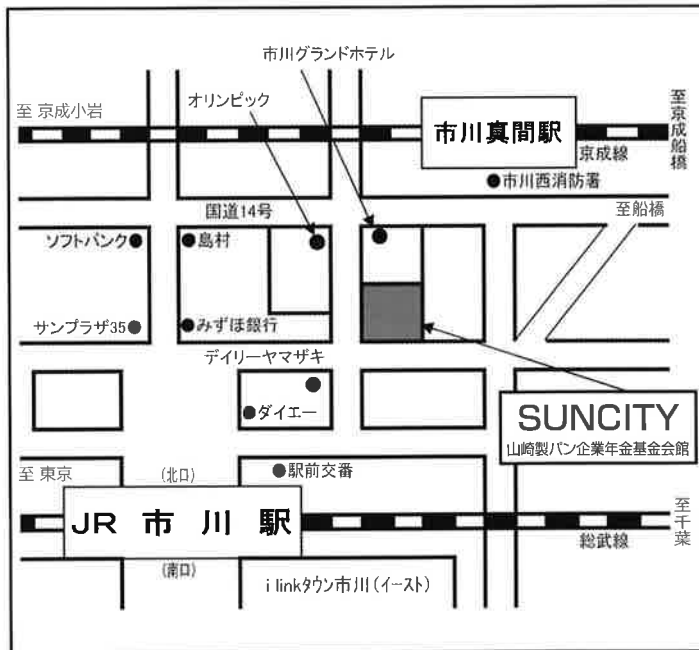 市川グランドホテル
オリンピック
至 京成小岩
至京成船橋
市川真間駅
京成線
市川西消防署
国道14号
至船橋
ソフトバンク
島村
サンプラザ35
みずほ銀行
デイリーヤマザキ
ダイエー
SUNCITY
山崎製パン企業年金基金会館
至 東京
(北口)
駅前交番
JR 市川駅
至千葉
総武線
(南口)
i linkタウン市川(イースト)